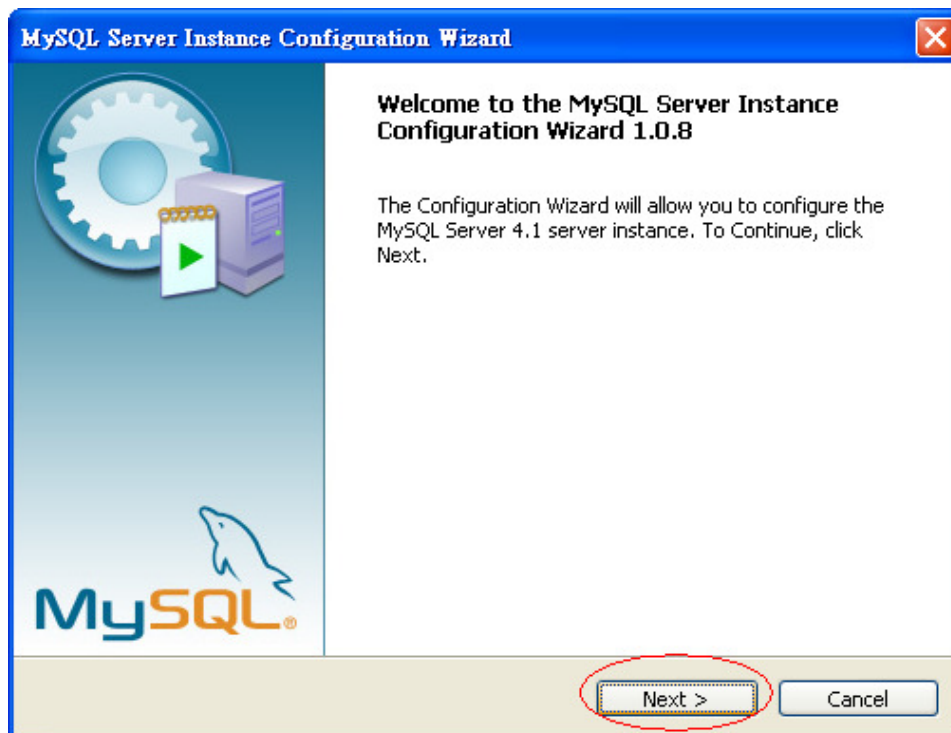 MySQL Server Instance Configuration Wizard
Welcome to the MySQL Server Instance
Configuration Wizard 1.0.8
The Configuration Wizard will allow you to configure the
MySQL Server 4.1 server instance. To Continue, click
Next.
MySQL®
Next >
Cancel